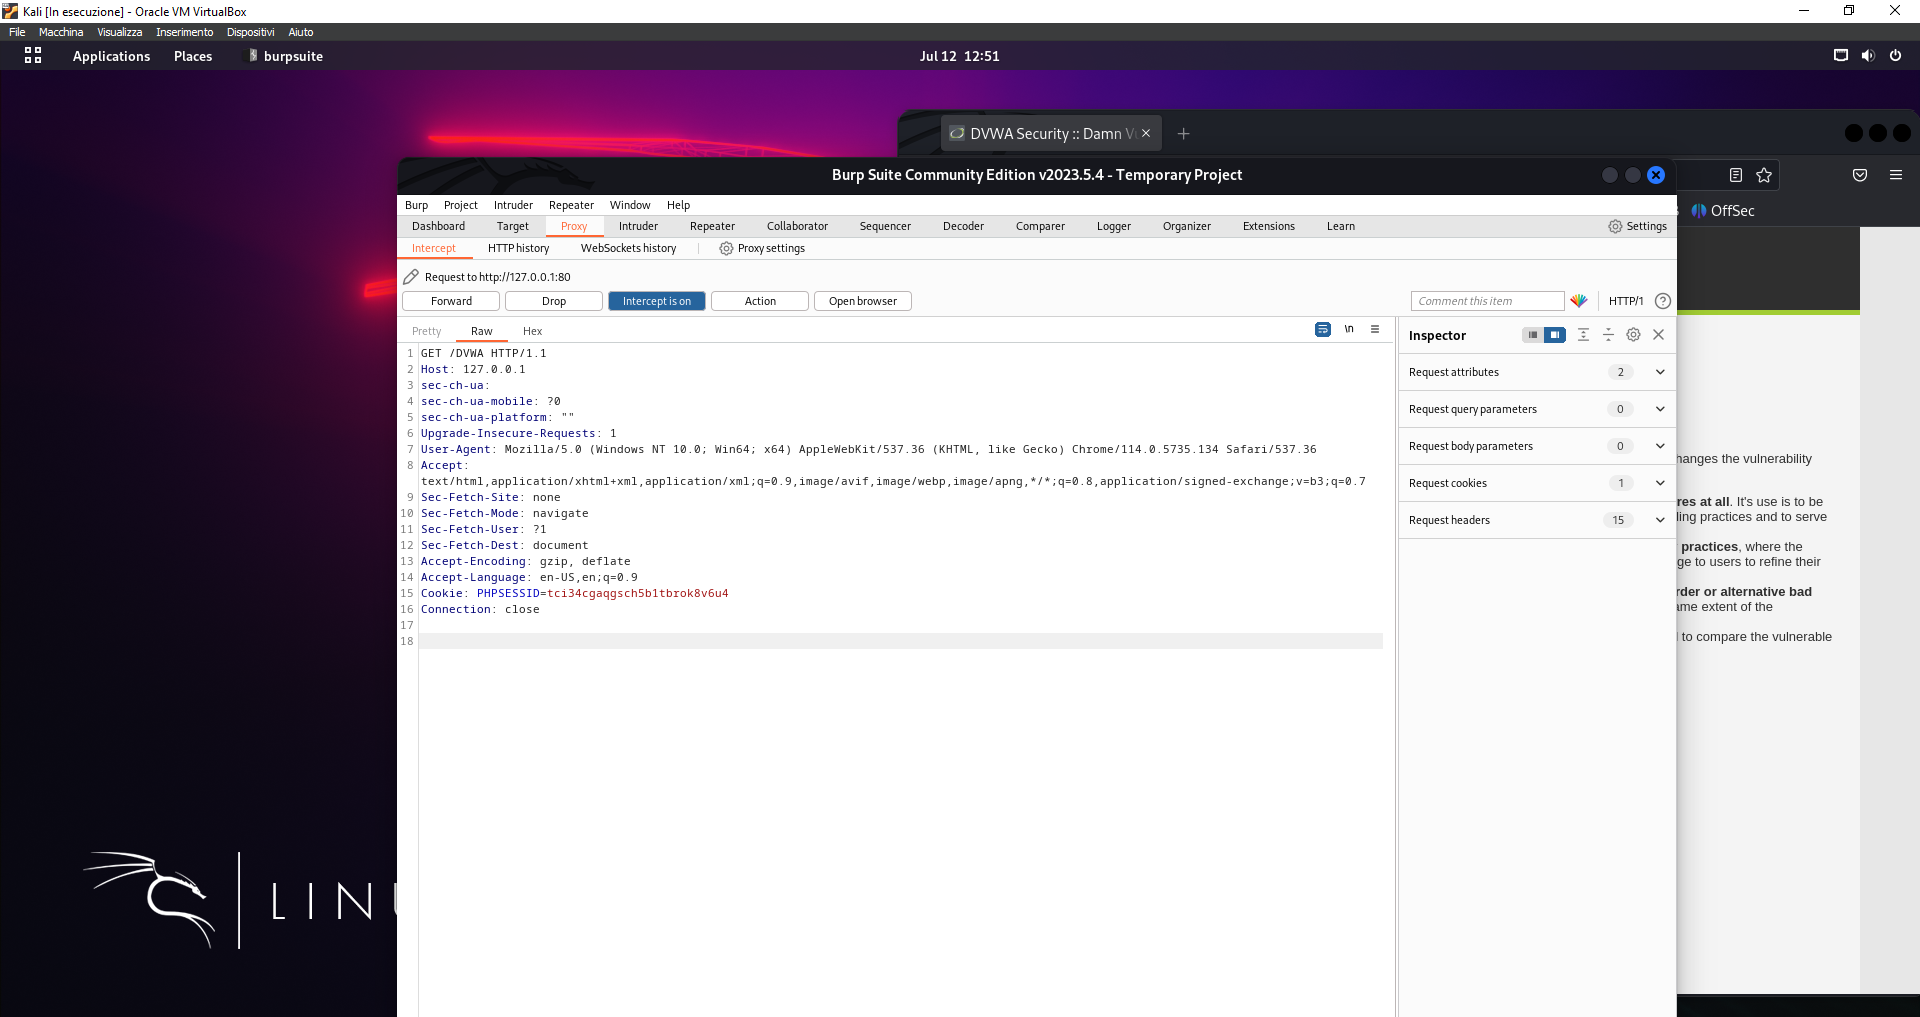 Kali [In esecuzione] - Oracle VM VirtualBox
File Macchina Visualizza Inserimento Dispositivi Aiuto
Applications Places burpsuite Jul 12 12:51
DVWA Security :: Damn V
Burp Suite Community Edition v2023.5.4 - Temporary Project
OffSec
Burp Project Intruder Repeater Window Help
Dashboard Target Proxy Intruder Repeater Collaborator Sequencer Decoder Comparer Logger Organizer Extensions Learn Settings
Intercept HTTP history WebSockets history Proxy settings
Request to http://127.0.0.1:80
Forward Drop Intercept is on Action Open browser Comment this item HTTP/1 ?
Pretty Raw Hex \n
Inspector
1 GET /DVWA HTTP/1.1
2 Host: 127.0.0.1
3 sec-ch-ua:
4 sec-ch-ua-mobile: ?0
5 sec-ch-ua-platform: ""
6 Upgrade-Insecure-Requests: 1
7 User-Agent: Mozilla/5.0 (Windows NT 10.0; Win64; x64) AppleWebKit/537.36 (KHTML, like Gecko) Chrome/114.0.5735.134 Safari/537.36
8 Accept:
text/html,application/xhtml+xml,application/xml;q=0.9,image/avif,image/webp,image/apng,*/*;q=0.8,application/signed-exchange;v=b3;q=0.7
9 Sec-Fetch-Site: none
10 Sec-Fetch-Mode: navigate
11 Sec-Fetch-User: ?1
12 Sec-Fetch-Dest: document
13 Accept-Encoding: gzip, deflate
14 Accept-Language: en-US,en;q=0.9
15 Cookie: PHPSESSID=tci34cgaqgsch5b1tbrok8v6u4
16 Connection: close
17
18
Request attributes 2
Request query parameters 0
Request body parameters 0
Request cookies 1
Request headers 15
hanges the vulnerability
res at all. It's use is to be
ling practices and to serve
practices, where the
ge to users to refine their
rder or alternative bad
ame extent of the
to compare the vulnerable
LINU